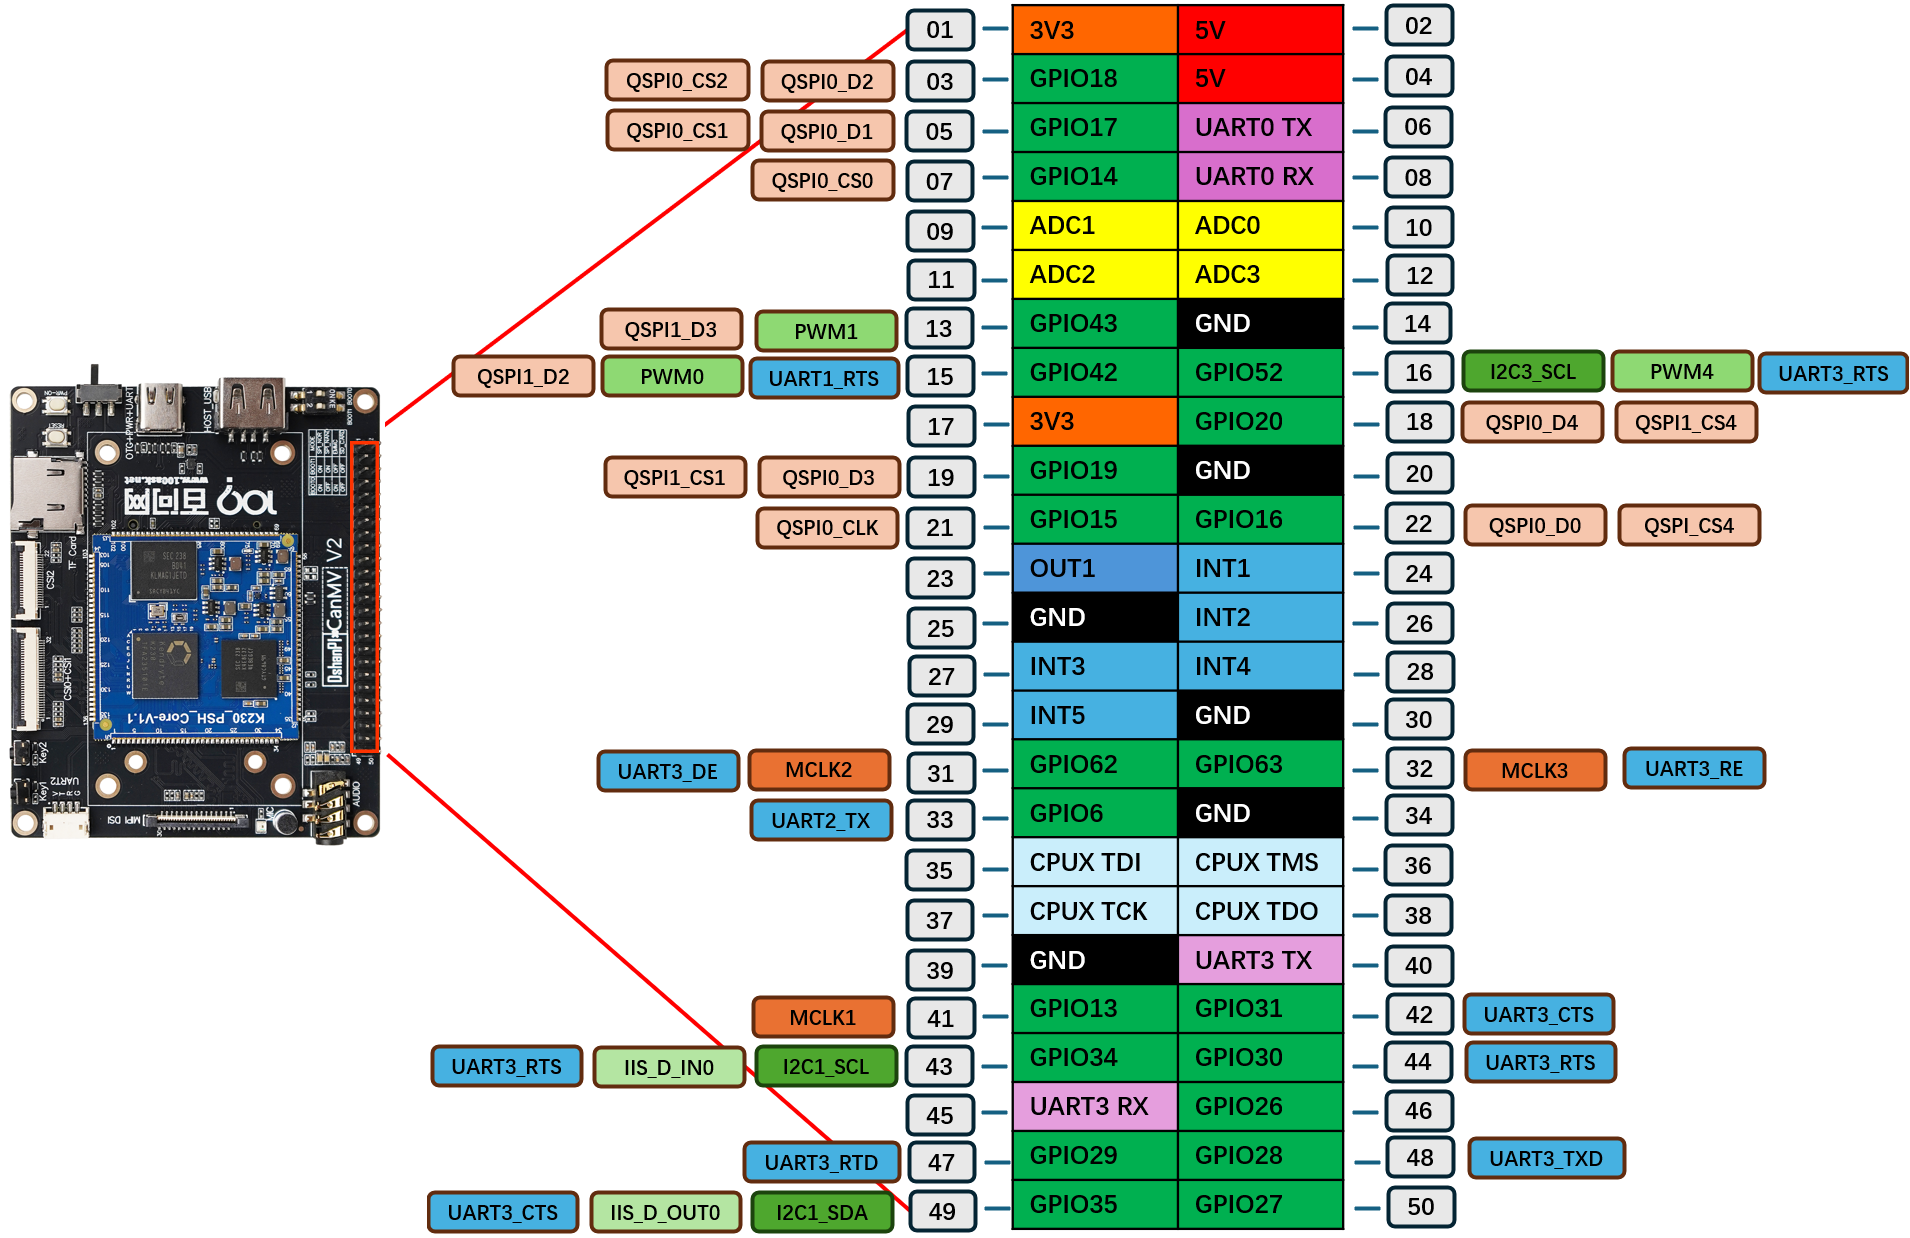 01 3V3 5V 02
QSPI0_CS2 QSPI0_D2 03 GPIO18 5V 04
QSPI0_CS1 QSPI0_D1 05 GPIO17 UART0 TX 06
QSPI0_CS0 07 GPIO14 UART0 RX 08
09 ADC1 ADC0 10
11 ADC2 ADC3 12
QSPI1_D3 PWM1 13 GPIO43 GND 14
QSPI1_D2 PWM0 UART1_RTS 15 GPIO42 GPIO52 16 I2C3_SCL PWM4 UART3_RTS
17 3V3 GPIO20 18 QSPI0_D4 QSPI1_CS4
QSPI1_CS1 QSPI0_D3 19 GPIO19 GND 20
QSPI0_CLK 21 GPIO15 GPIO16 22 QSPI0_D0 QSPI_CS4
23 OUT1 INT1 24
25 GND INT2 26
27 INT3 INT4 28
29 INT5 GND 30
UART3_DE MCLK2 31 GPIO62 GPIO63 32 MCLK3 UART3_RE
UART2_TX 33 GPIO6 GND 34
35 CPUX TDI CPUX TMS 36
37 CPUX TCK CPUX TDO 38
39 GND UART3 TX 40
MCLK1 41 GPIO13 GPIO31 42 UART3_CTS
UART3_RTS IIS_D_IN0 I2C1_SCL 43 GPIO34 GPIO30 44 UART3_RTS
45 UART3 RX GPIO26 46
UART3_RTD 47 GPIO29 GPIO28 48 UART3_TXD
UART3_CTS IIS_D_OUT0 I2C1_SDA 49 GPIO35 GPIO27 50
OTG+PWR+UART
HOST_USB
RESET
www.100ask.net
100 百问网
TF Card
CSI2
CSI0+CSI1
DshanPI CanMV V2
K230_PSH_Core-V1.1
Key2
Key1
UART2
V T R G
MPI DSI
MIC
AUDIO